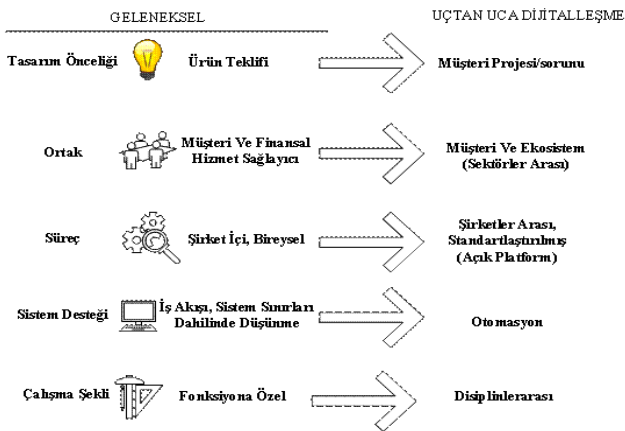 GELENEKSEL
UÇTAN UCA DİJİTALLEŞME
Tasarım Önceliği
Ürün Teklifi
Müşteri Projesi/sorunu
Ortak
Müşteri Ve Finansal
Hizmet Sağlayıcı
Müşteri Ve Ekosistem
(Sektörler Arası)
Süreç
Şirket İçi, Bireysel
Şirketler Arası,
Standartlaştırılmış
(Açık Platform)
Sistem Desteği
İş Akışı, Sistem Sınırları
Dahilinde Düşünme
Otomasyon
Çalışma Şekli
Fonksiyona Özel
Disiplinlerarası